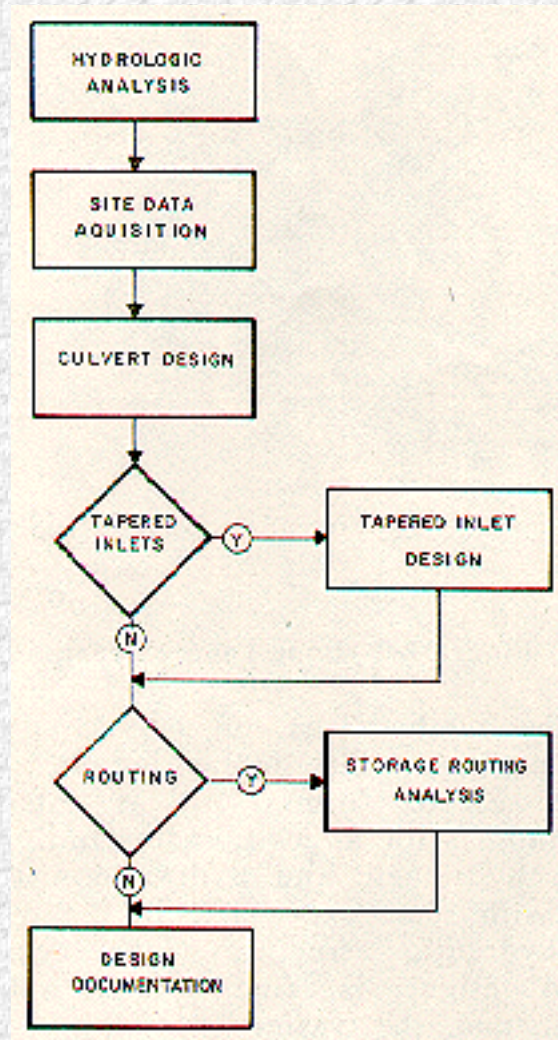 HYDROLOGIC
ANALYSIS
SITE DATA
AQUISITION
CULVERT DESIGN
TAPERED
INLETS
Y
TAPERED INLET
DESIGN
N
ROUTING
Y
STORAGE ROUTING
ANALYSIS
N
DESIGN
DOCUMENTATION